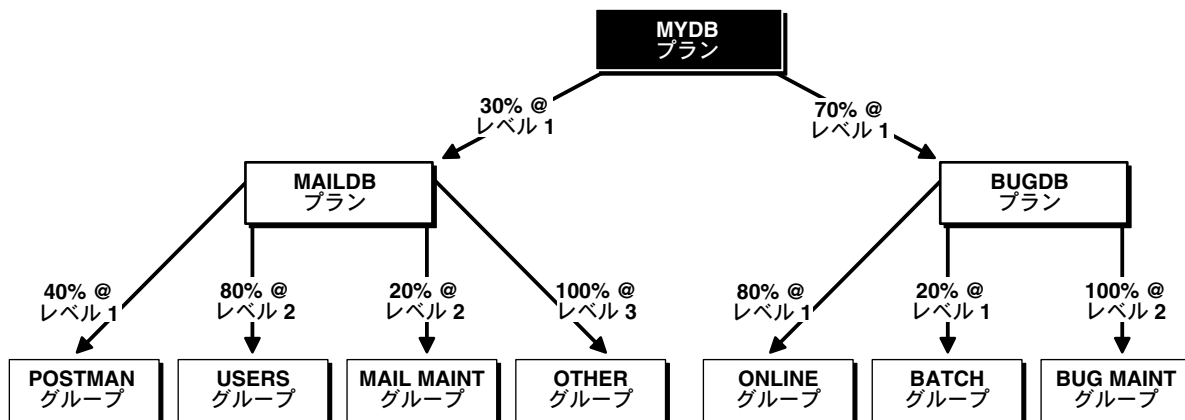 MYDB
プラン
30% @
レベル 1
70% @
レベル 1
MAILDB
プラン
BUGDB
プラン
40% @
レベル 1
80% @
レベル 2
20% @
レベル 2
100% @
レベル 3
80% @
レベル 1
20% @
レベル 1
100% @
レベル 2
POSTMAN
グループ
USERS
グループ
MAIL MAINT
グループ
OTHER
グループ
ONLINE
グループ
BATCH
グループ
BUG MAINT
グループ